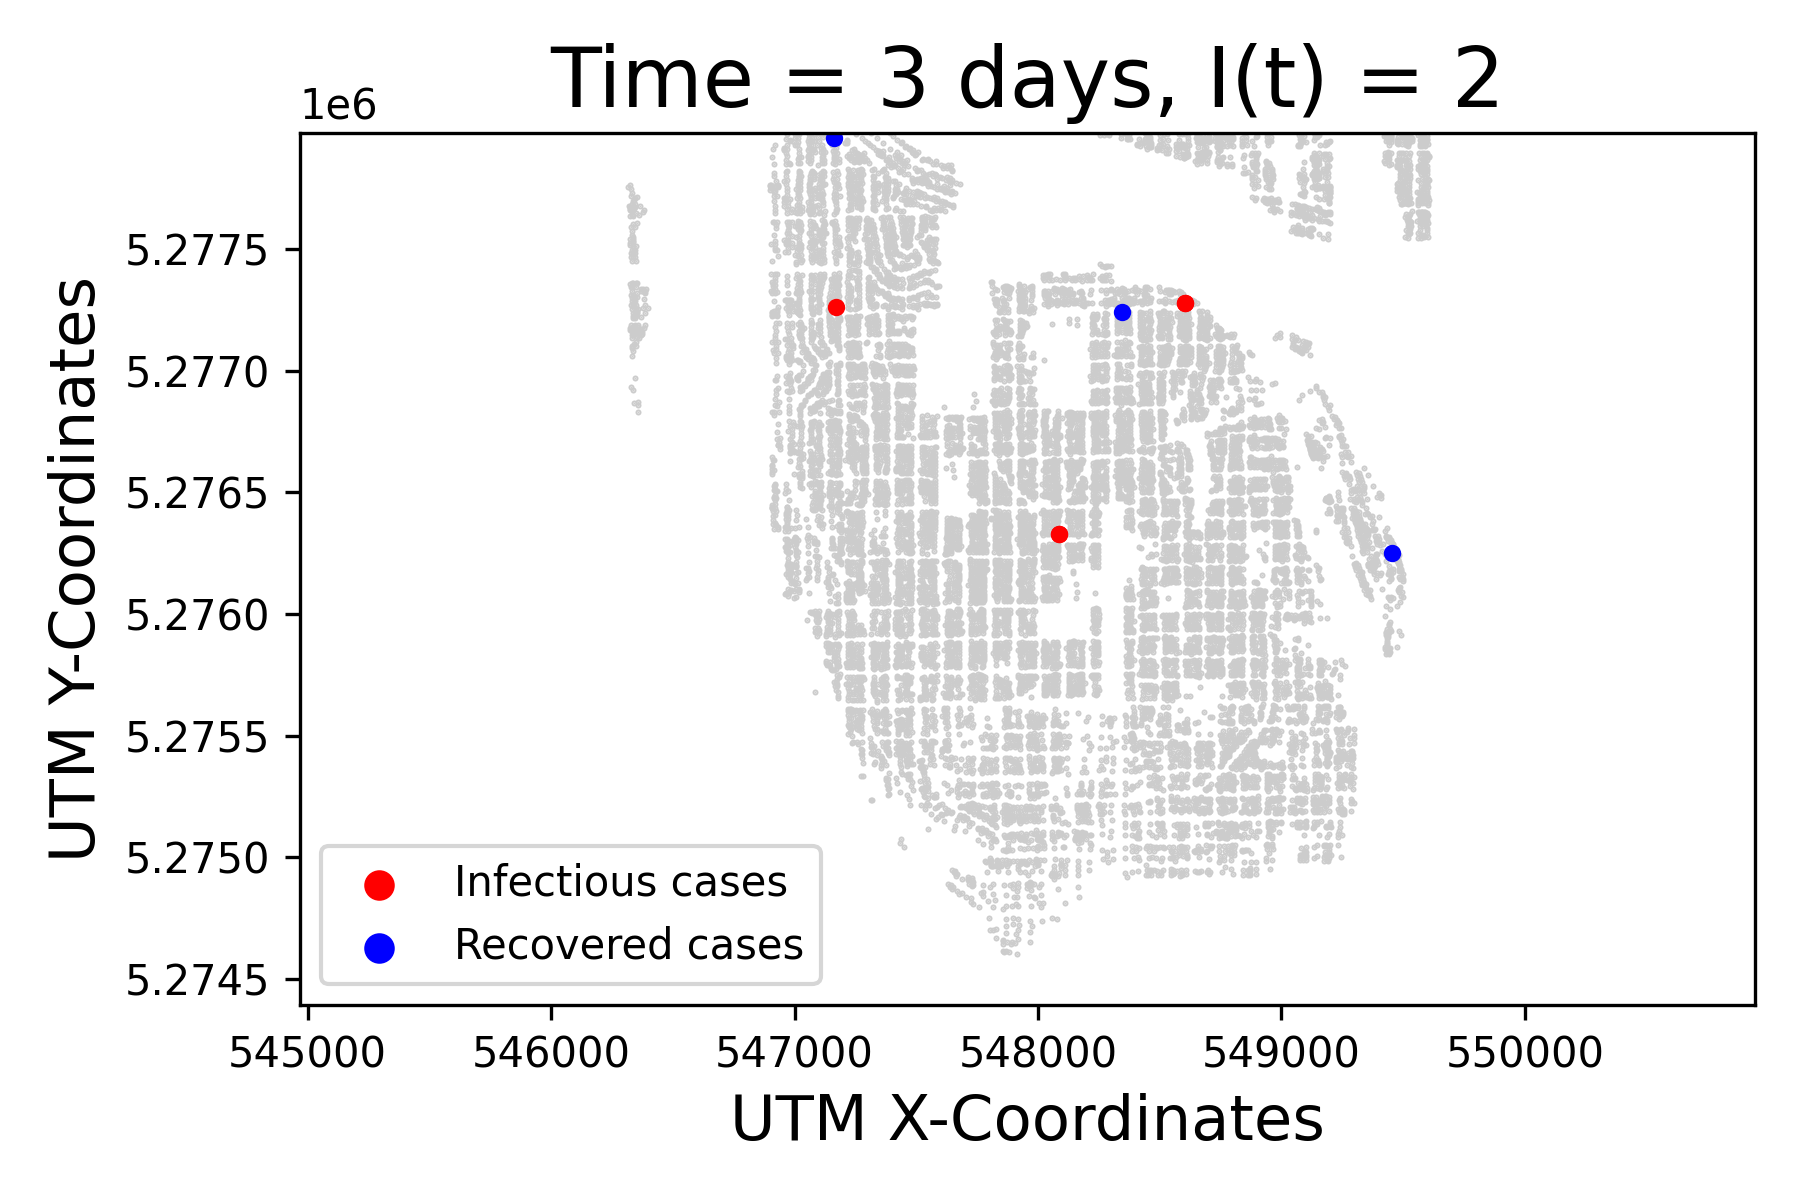 Time = 3 days, I(t) = 2
1e6
5.2775
5.2770
5.2765
5.2760
5.2755
5.2750
5.2745
UTM Y-Coordinates
Infectious cases
Recovered cases
545000 546000 547000 548000 549000 550000
UTM X-Coordinates